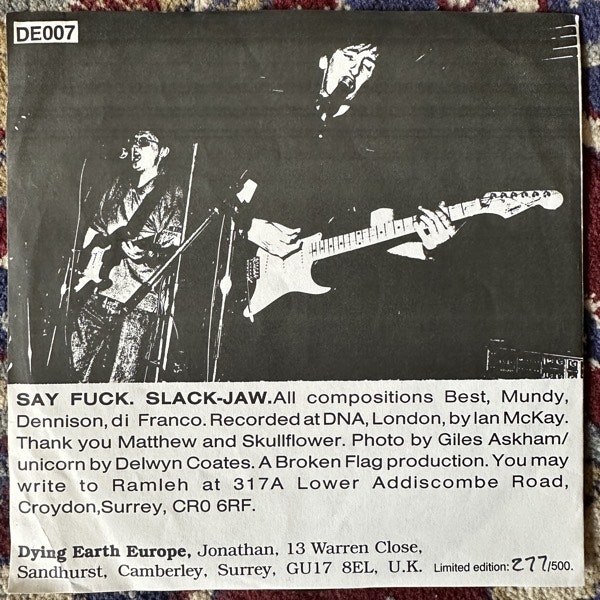 DE007
SAY FUCK. SLACK-JAW.All compositions Best, Mundy,
Dennison, di Franco. Recorded at DNA, London, by Ian McKay.
Thank you Matthew and Skullflower. Photo by Giles Askham/
unicorn by Delwyn Coates. A Broken Flag production. You may
write to Ramleh at 317A Lower Addiscombe Road,
Croydon,Surrey, CR0 6RF.
Dying Earth Europe, Jonathan, 13 Warren Close,
Sandhurst, Camberley, Surrey, GU17 8EL, U.K. Limited edition: 277/500.